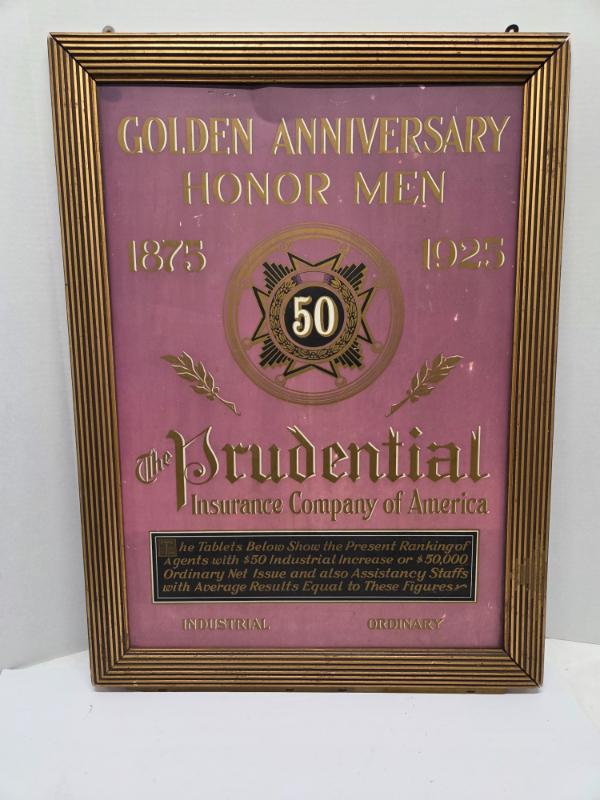 GOLDEN ANNIVERSARY
HONOR MEN
1875 1925
50
The Prudential
Insurance Company of America
The Tablets Below Show the Present Ranking of
Agents with $50 Industrial Increase or $50,000
Ordinary Net Issue and also Assistancy Staffs
with Average Results Equal to These Figures
INDUSTRIAL ORDINARY